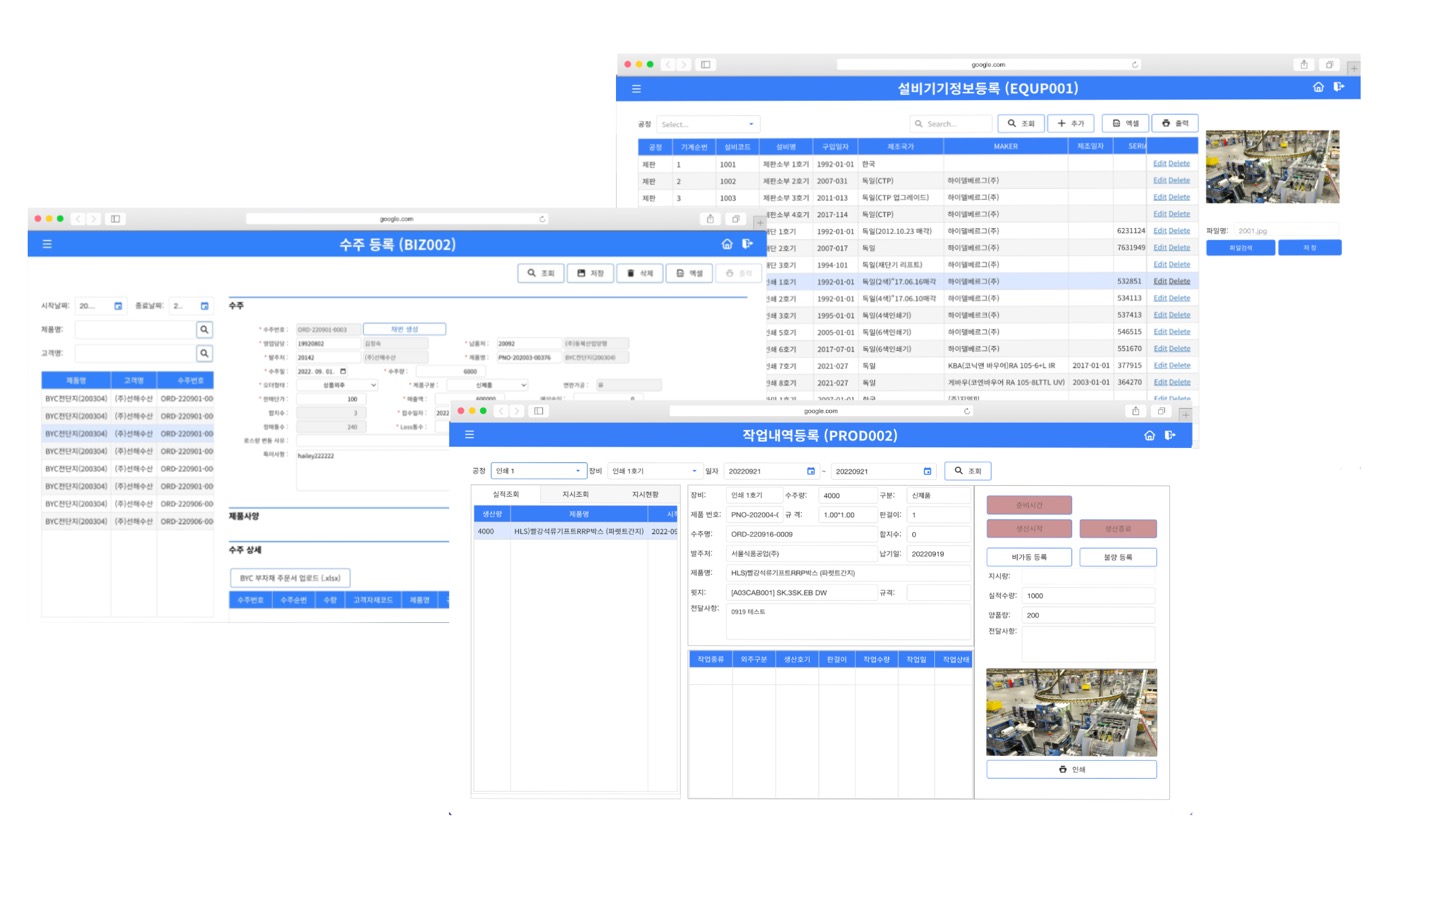 google.com
설비기기정보등록 (EQUP001)
공정 Select... Search... 조회 추가 엑셀 출력
공정 기계순번 설비코드 설비명 구입일자 제조국가 MAKER 제조일자 SERI
제판 1 1001 제판소부 1호기 1992-01-01 한국 Edit Delete
제판 2 1002 제판소부 2호기 2007-031 독일(CTP) 하이델베르그(주) Edit Delete
제판 3 1003 제판소부 3호기 2011-013 독일(CTP 업그레이드) 하이델베르그(주) Edit Delete
판소부 4호기 2017-114 독일(CTP) 하이델베르그(주) Edit Delete
단 1호기 1992-01-01 독일(2012.10.23 매각) 하이델베르그(주) 6231124 Edit Delete
단 2호기 2007-017 독일 하이델베르그(주) 7631949 Edit Delete
단 3호기 1994-101 독일(재단기 리프트) 하이델베르그(주) Edit Delete
쇄 1호기 1992-01-01 독일(2색)*17.06.16매각 하이델베르그(주) 532851 Edit Delete
쇄 2호기 1992-01-01 독일(4색)*17.06.10매각 하이델베르그(주) 534113 Edit Delete
쇄 3호기 1995-01-01 독일(4색인쇄기) 하이델베르크(주) 537413 Edit Delete
쇄 5호기 2005-01-01 독일(6색인쇄기) 하이델베르그(주) 546515 Edit Delete
쇄 6호기 2017-07-01 독일(6색인쇄기) 하이델베르그(주) 551670 Edit Delete
쇄 7호기 2021-027 독일 KBA(코닉앤 바우어)RA 105-6+L IR 2017-01-01 377915 Edit Delete
쇄 8호기 2021-027 독일 게바우(코엔바우어 RA 105-8LTTL UV) 2003-01-01 364270 Edit Delete
파일명: 2001.jpg
파일검색 저 장
google.com
수주 등록 (BIZ002)
조회 저장 삭제 엑셀 출력
시작날짜: 20... 종료날짜: 2...
제품명:
고객명:
제품명 고객명 수주번호
BYC전단지(200304) (주)선해수산 ORD-220901-00
BYC전단지(200304) (주)선해수산 ORD-220901-00
BYC전단지(200304) (주)선해수산 ORD-220901-00
BYC전단지(200304) (주)선해수산 ORD-220901-00
BYC전단지(200304) (주)선해수산 ORD-220901-00
BYC전단지(200304) (주)선해수산 ORD-220901-00
BYC전단지(200304) (주)선해수산 ORD-220906-00
BYC전단지(200304) (주)선해수산 ORD-220906-00
수주
* 수주번호 : ORD-220901-0003 채번 생성
* 영업담당 : 19920802 김정숙 * 납품처 : 20092 (주)동북산업양행
* 발주처 : 20142 (주)선해수산 * 제품명 : PNO-202003-00376 BYC전단지(200304)
* 수주일 : 2022. 09. 01. * 수주량 : 6000
* 오더형태 : 상품외주 * 제품구분 : 신제품 면판가공 : 유
* 판매단가 : 100 * 매출액 : 600000 0
합지수 : 3 * 접수일자 : 2022
정매통수 : 240 * Loss통수 :
로스량 변동 사유 :
특이사항 : hailey222222
제품사양
수주 상세
BYC 부자재 주문서 업로드 (.xlsx)
수주번호 수주순번 수량 고객자재코드 제품명
google.com
작업내역등록 (PROD002)
공정 인쇄 1 장비 인쇄 1호기 일자 20220921 ~ 20220921 조회
실적조회 지시조회 지시현황
생산량 제품명 시작
4000 HLS)빨강석류기프트RRP박스 (파렛트간지) 2022-09
장비: 인쇄 1호기 수주량: 4000 구분: 신제품
제품 번호: PNO-202004-( 규 격: 1.00*1.00 판걸이: 1
수주명: ORD-220916-0009 합지수: 0
발주처: 서울식품공업(주) 납기일: 20220919
제품명: HLS)빨강석류기프트RRP박스 (파렛트간지)
윗지: [A03CAB001] SK.3SK.EB DW 규격:
전달사항: 0919 테스트
작업종류 외주구분 생산호기 판걸이 작업수량 작업일 작업상태
준비시간
생산시작 생산종료
비가동 등록 불량 등록
지시량:
실적수량: 1000
양품량: 200
전달사항:
인쇄